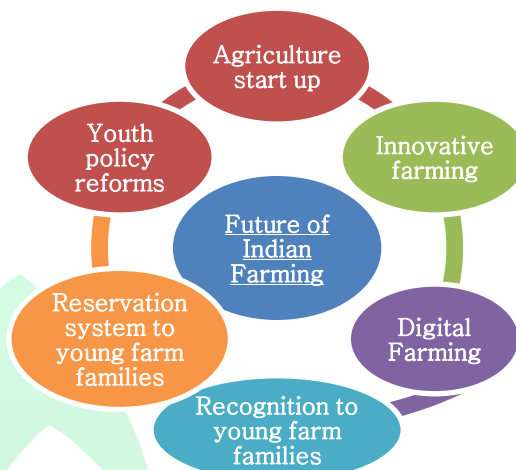 Agriculture
start up
Youth
policy
reforms
Innovative
farming
Future of
Indian
Farming
Reservation
system to
young farm
families
Digital
Farming
Recognition to
young farm
families